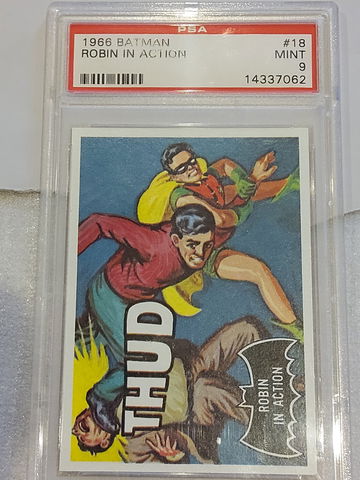 PSA
1966 BATMAN #18
ROBIN IN ACTION MINT
9
14337062
THUD
ROBIN
IN ACTION